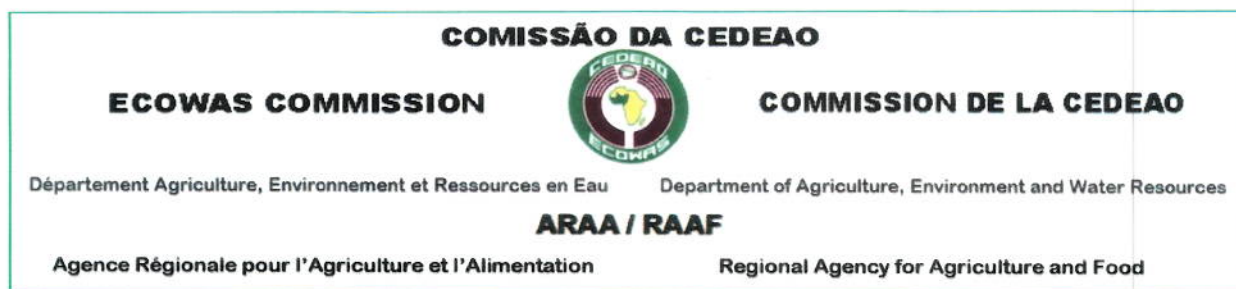 COMISSÃO DA CEDEAO
CEDEAO
ECOWAS COMMISSION
COMMISSION DE LA CEDEAO
ECOWAS
Département Agriculture, Environnement et Ressources en Eau
Department of Agriculture, Environment and Water Resources
ARAA / RAAF
Agence Régionale pour l'Agriculture et l'Alimentation
Regional Agency for Agriculture and Food